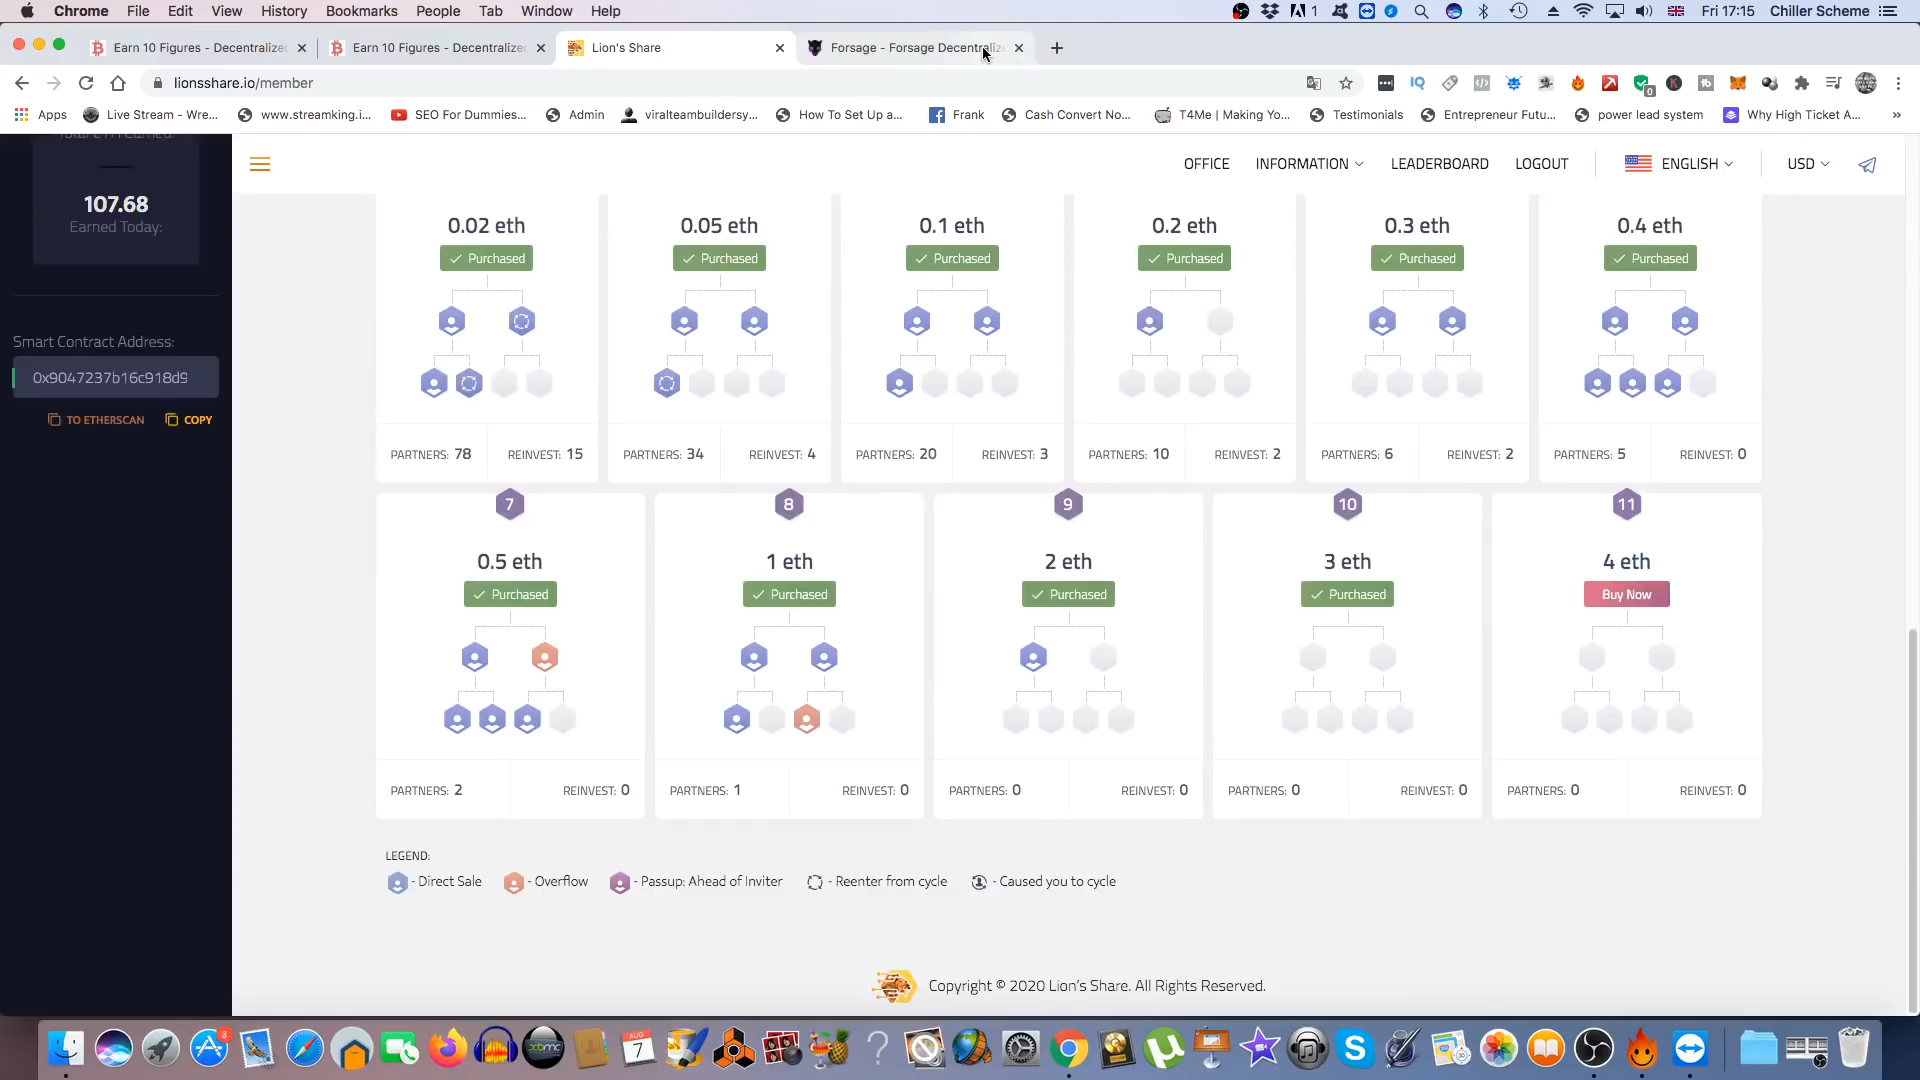 Chrome File Edit View History Bookmarks People Tab Window Help
1 Fri 17:15 Chiller Scheme
Earn 10 Figures - Decentralize
Earn 10 Figures - Decentralize
Lion's Share
Forsage - Forsage Decentraliz
lionsshare.io/member
Apps
Live Stream - Wre...
www.streamking.i...
SEO For Dummies...
Admin
viralteambuildersy...
How To Set Up a...
Frank
Cash Convert No...
T4Me | Making Yo...
Testimonials
Entrepreneur Futu...
power lead system
Why High Ticket A...
OFFICE INFORMATION LEADERBOARD LOGOUT ENGLISH USD
107.68
Earned Today:
Smart Contract Address:
0x9047237b16c918d9
TO ETHERSCAN COPY
0.02 eth 0.05 eth 0.1 eth 0.2 eth 0.3 eth 0.4 eth
Purchased Purchased Purchased Purchased Purchased Purchased
PARTNERS: 78 REINVEST: 15 PARTNERS: 34 REINVEST: 4 PARTNERS: 20 REINVEST: 3 PARTNERS: 10 REINVEST: 2 PARTNERS: 6 REINVEST: 2 PARTNERS: 5 REINVEST: 0
7 8 9 10 11
0.5 eth 1 eth 2 eth 3 eth 4 eth
Purchased Purchased Purchased Purchased Buy Now
PARTNERS: 2 REINVEST: 0 PARTNERS: 1 REINVEST: 0 PARTNERS: 0 REINVEST: 0 PARTNERS: 0 REINVEST: 0 PARTNERS: 0 REINVEST: 0
LEGEND:
- Direct Sale - Overflow - Passup: Ahead of Inviter - Reenter from cycle - Caused you to cycle
Copyright © 2020 Lion's Share. All Rights Reserved.